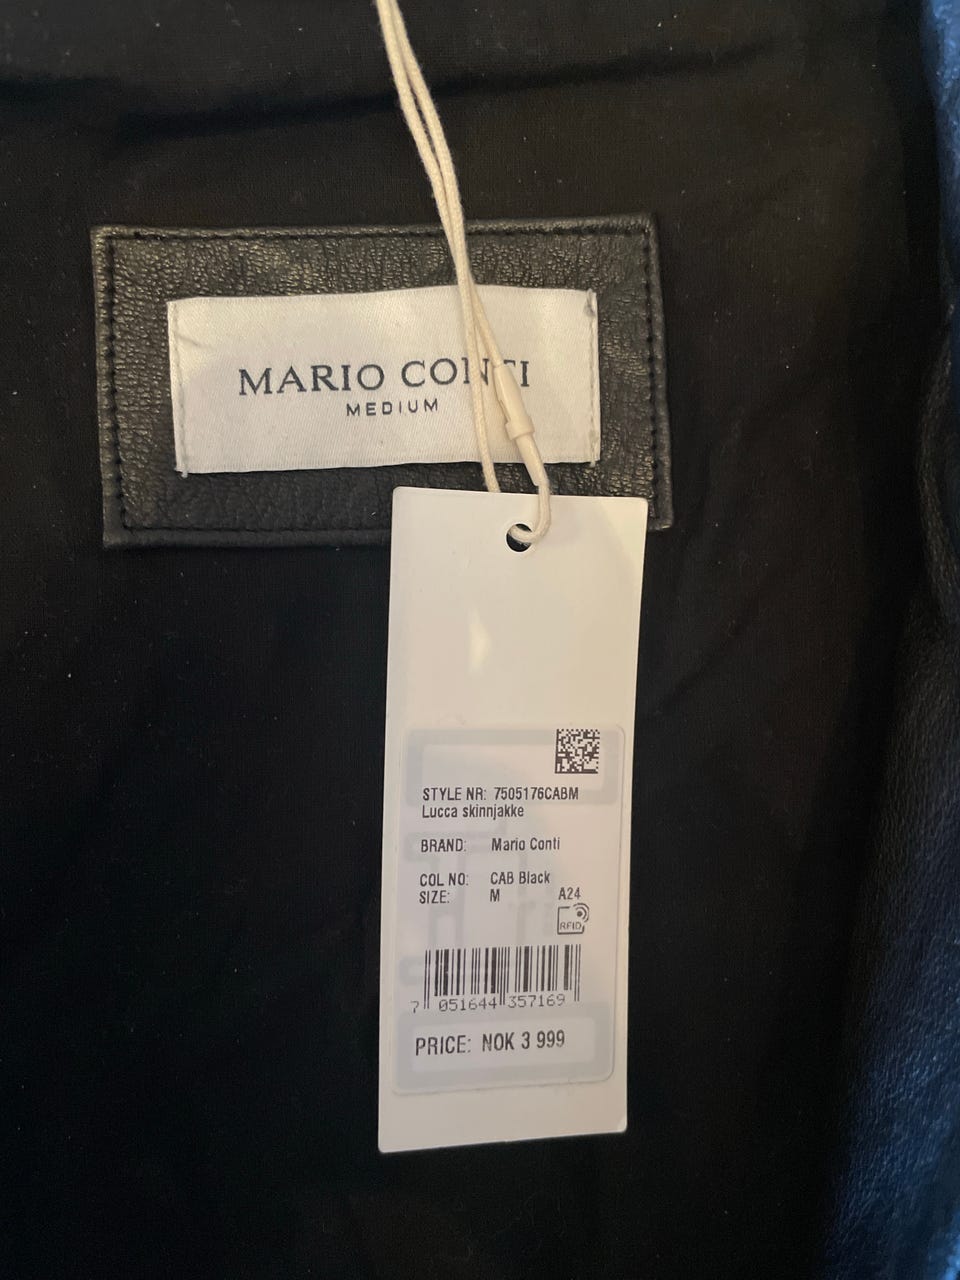 MARIO CONTI
MEDIUM
STYLE NR: 7505176CABM
Lucca skinnjakke
BRAND: Mario Conti
COL NO: CAB Black
SIZE: M A24
RFID
7 051644 357169
PRICE: NOK 3 999